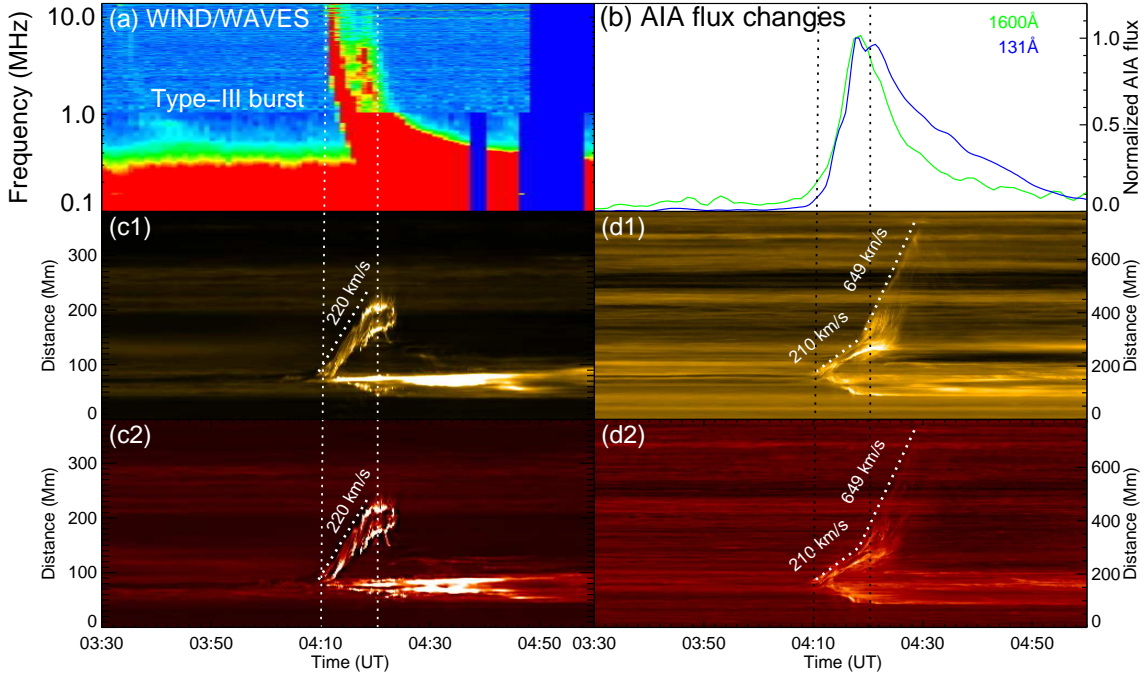 (a) WIND/WAVES
Type−III burst
Frequency (MHz)
10.0
1.0
0.1
(b) AIA flux changes
1600Å
131Å
Normalized AIA flux
1.0
0.5
0.0
(c1)
220 km/s
Distance (Mm)
300
200
100
0
(d1)
649 km/s
210 km/s
Distance (Mm)
600
400
200
0
(c2)
220 km/s
Distance (Mm)
300
200
100
0
(d2)
649 km/s
210 km/s
Distance (Mm)
600
400
200
0
03:30 03:50 04:10 04:30 04:50
Time (UT)
03:30 03:50 04:10 04:30 04:50
Time (UT)